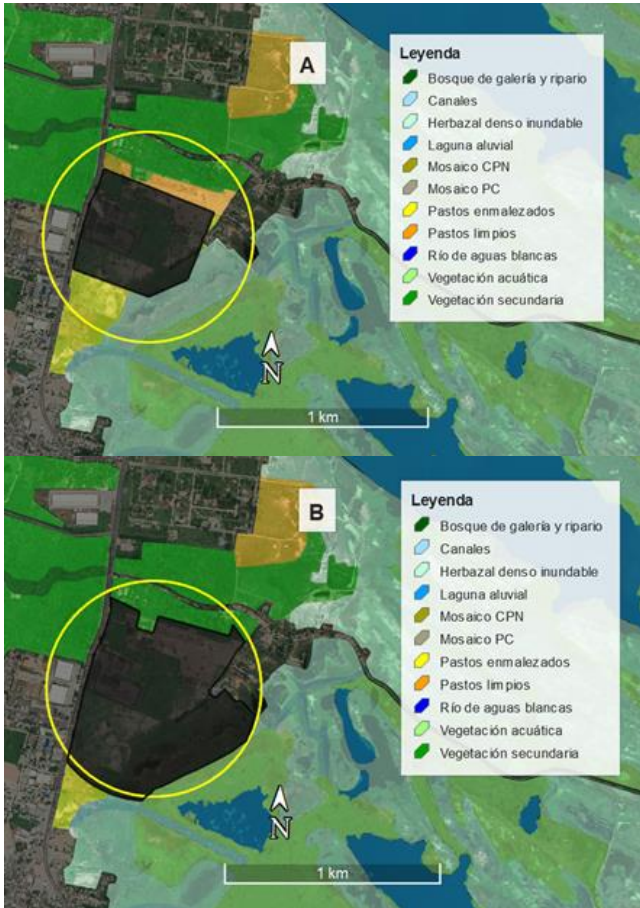 A
Leyenda
Bosque de galería y ripario
Canales
Herbazal denso inundable
Laguna aluvial
Mosaico CPN
Mosaico PC
Pastos enmalezados
Pastos limpios
Río de aguas blancas
Vegetación acuática
Vegetación secundaria
N
1 km
B
Leyenda
Bosque de galería y ripario
Canales
Herbazal denso inundable
Laguna aluvial
Mosaico CPN
Mosaico PC
Pastos enmalezados
Pastos limpios
Río de aguas blancas
Vegetación acuática
Vegetación secundaria
N
1 km